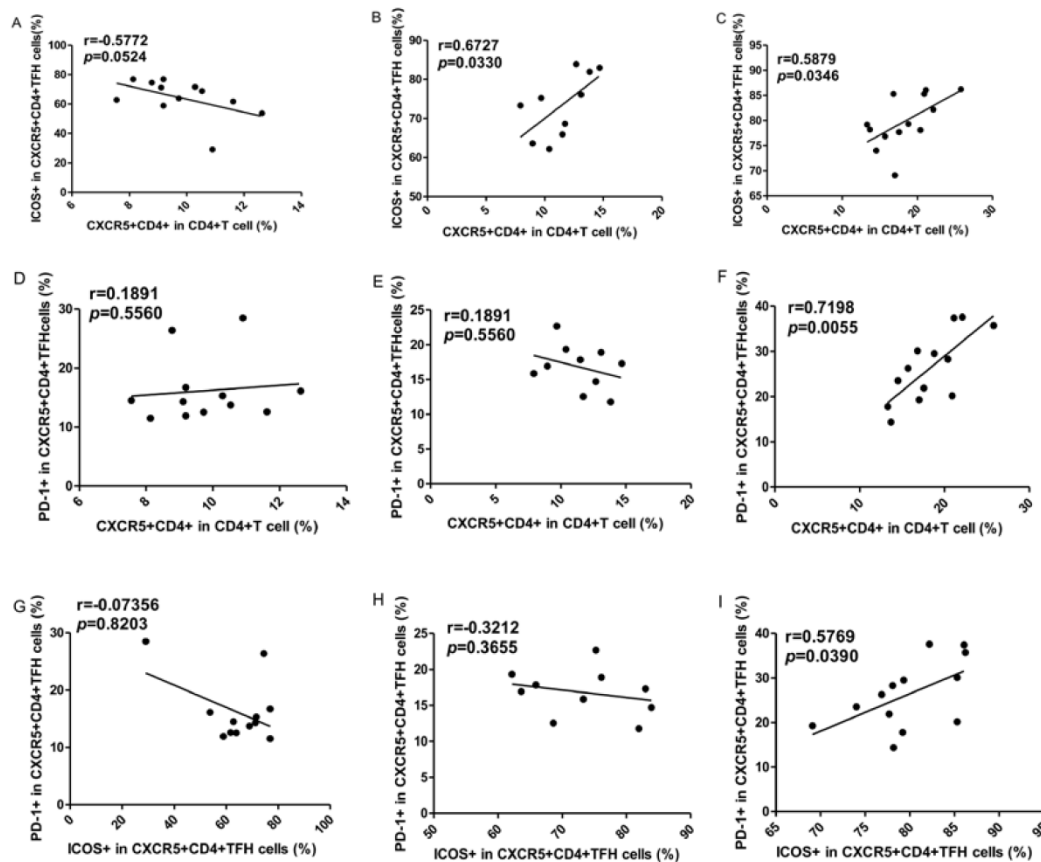 A
ICOS+ in CXCR5+CD4+TFH cells(%)
r=-0.5772
p=0.0524
100
80
60
40
20
0
6
8
10
12
14
CXCR5+CD4+ in CD4+T cell (%)
B
ICOS+ in CXCR5+CD4+TFH cells(%)
r=0.6727
p=0.0330
90
80
70
60
50
0
5
10
15
20
CXCR5+CD4+ in CD4+T cell (%)
C
ICOS+ in CXCR5+CD4+TFH cells (%)
r=0.5879
p=0.0346
95
90
85
80
75
70
65
0
10
20
30
CXCR5+CD4+ in CD4+T cell (%)
D
PD-1+ in CXCR5+CD4+TFHcells (%)
r=0.1891
p=0.5560
30
20
10
0
6
8
10
12
14
CXCR5+CD4+ in CD4+T cell (%)
E
PD-1+ in CXCR5+CD4+TFHcells (%)
r=0.1891
p=0.5560
25
20
15
10
5
0
0
5
10
15
20
CXCR5+CD4+ in CD4+T cell (%)
F
PD-1+ in CXCR5+CD4+TFH cells (%)
r=0.7198
p=0.0055
40
30
20
10
0
0
10
20
30
CXCR5+CD4+ in CD4+T cell (%)
G
PD-1+ in CXCR5+CD4+TFH cells (%)
r=-0.07356
p=0.8203
30
20
10
0
0
20
40
60
80
100
ICOS+ in CXCR5+CD4+TFH cells (%)
H
PD-1+ in CXCR5+CD4+TFH cells (%)
r=-0.3212
p=0.3655
25
20
15
10
5
0
50
60
70
80
90
ICOS+ in CXCR5+CD4+TFH cells (%)
I
PD-1+ in CXCR5+CD4+TFH cells (%)
r=0.5769
p=0.0390
40
30
20
10
0
65
70
75
80
85
90
95
ICOS+ in CXCR5+CD4+TFH cells (%)